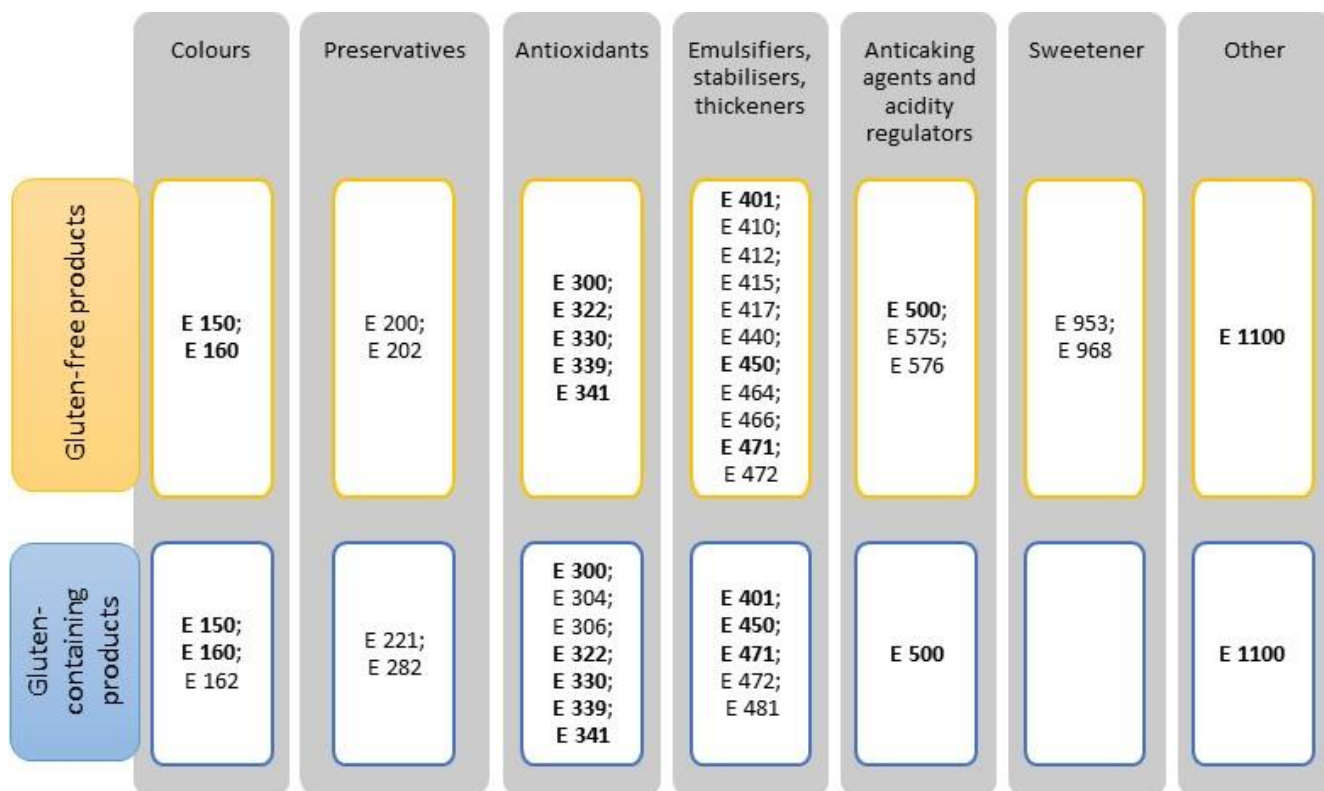 Colours
Preservatives
Antioxidants
Emulsifiers,
stabilisers,
thickeners
Anticaking
agents and
acidity
regulators
Sweetener
Other
Gluten-free products
E 150;
E 160
E 200;
E 202
E 300;
E 322;
E 330;
E 339;
E 341
E 401;
E 410;
E 412;
E 415;
E 417;
E 440;
E 450;
E 464;
E 466;
E 471;
E 472
E 500;
E 575;
E 576
E 953;
E 968
E 1100
Gluten-
containing
products
E 150;
E 160;
E 162
E 221;
E 282
E 300;
E 304;
E 306;
E 322;
E 330;
E 339;
E 341
E 401;
E 450;
E 471;
E 472;
E 481
E 500
E 1100